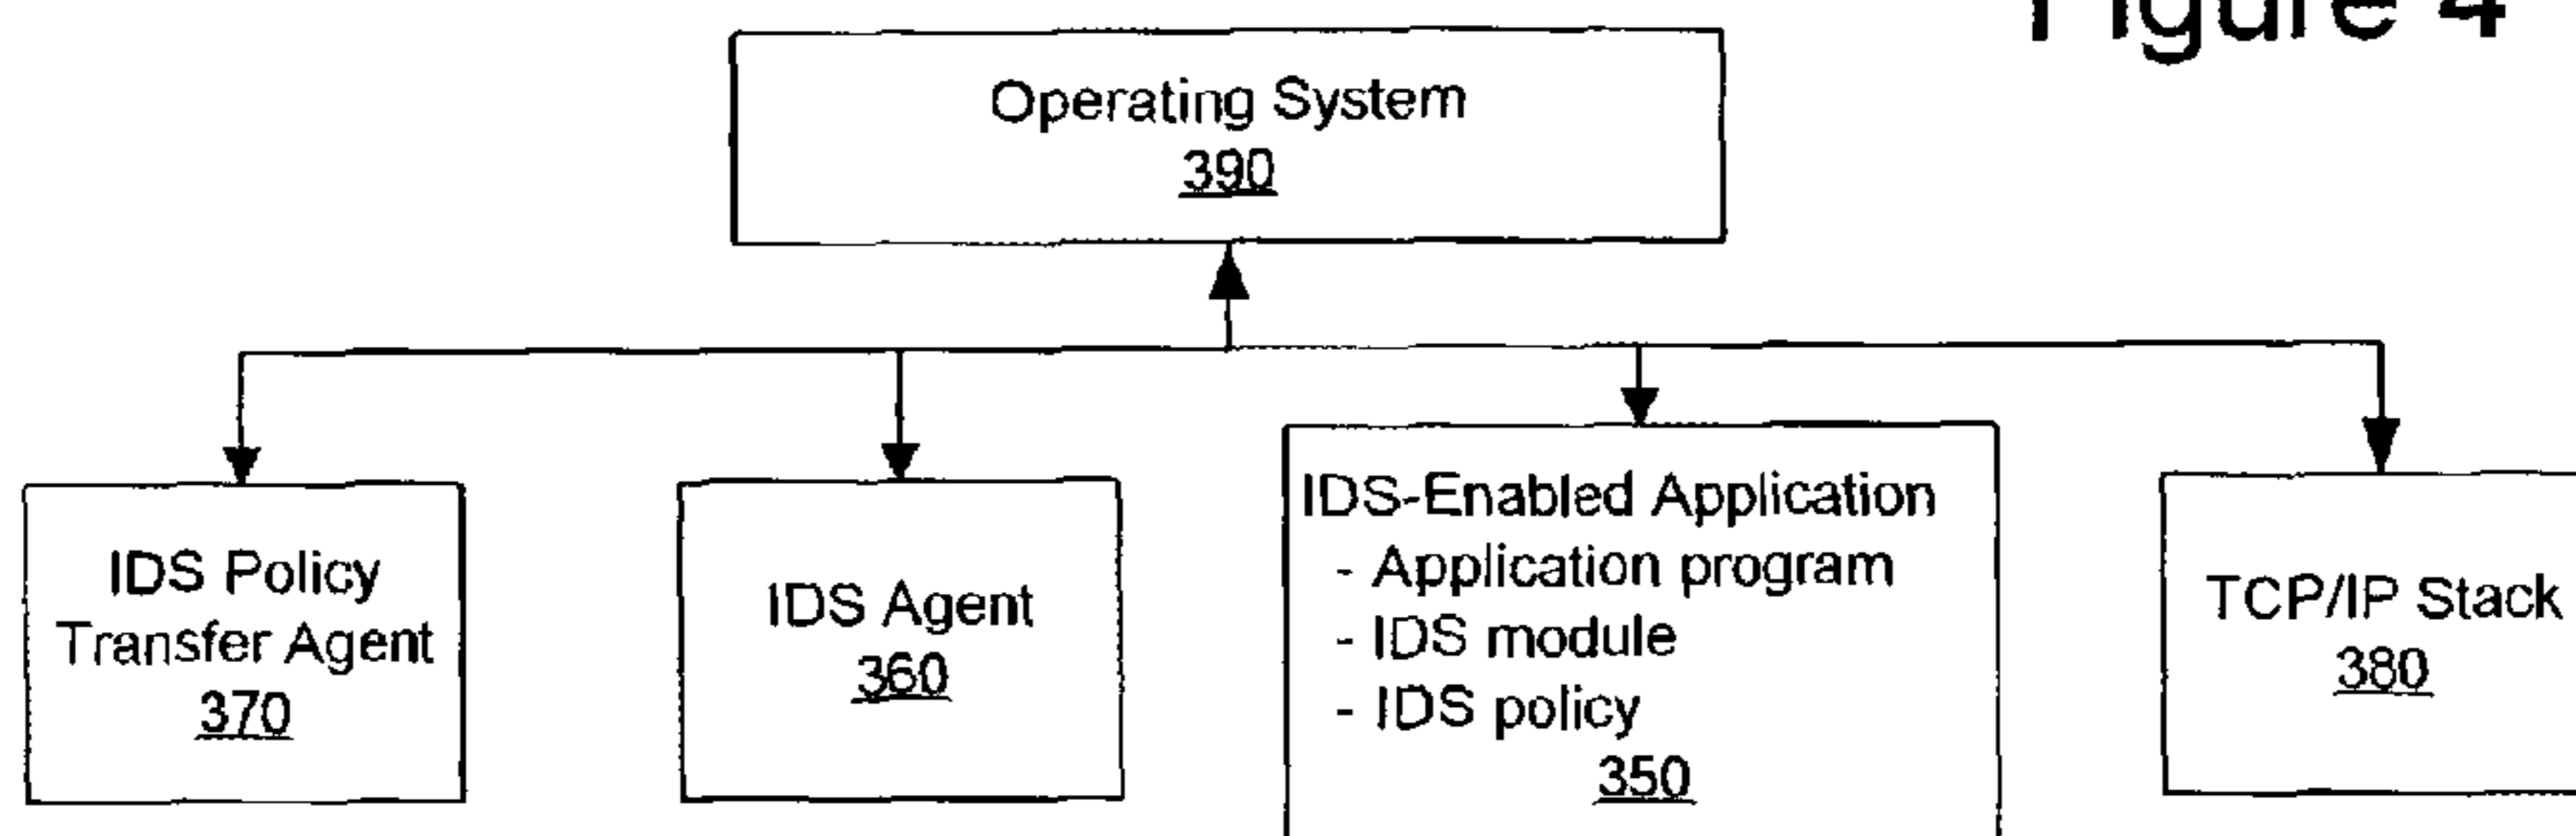 Figure 4
Operating System
390
IDS Policy
Transfer Agent
370
IDS Agent
360
IDS-Enabled Application
- Application program
- IDS module
- IDS policy
350
TCP/IP Stack
380